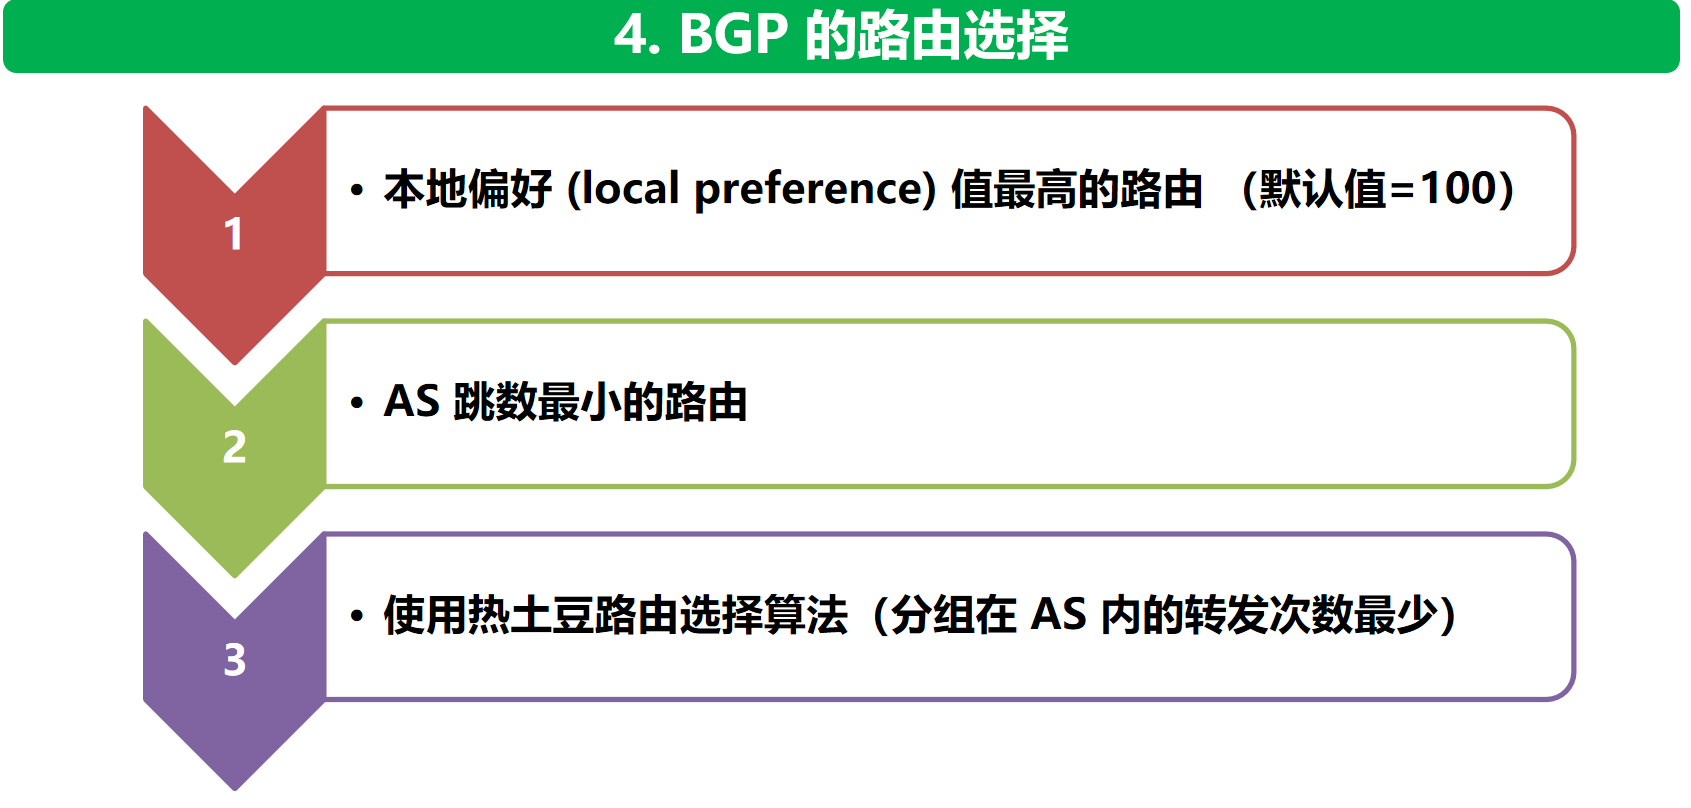 4. BGP 的路由选择
1
• 本地偏好 (local preference) 值最高的路由 （默认值=100）
2
• AS 跳数最小的路由
3
• 使用热土豆路由选择算法（分组在 AS 内的转发次数最少）